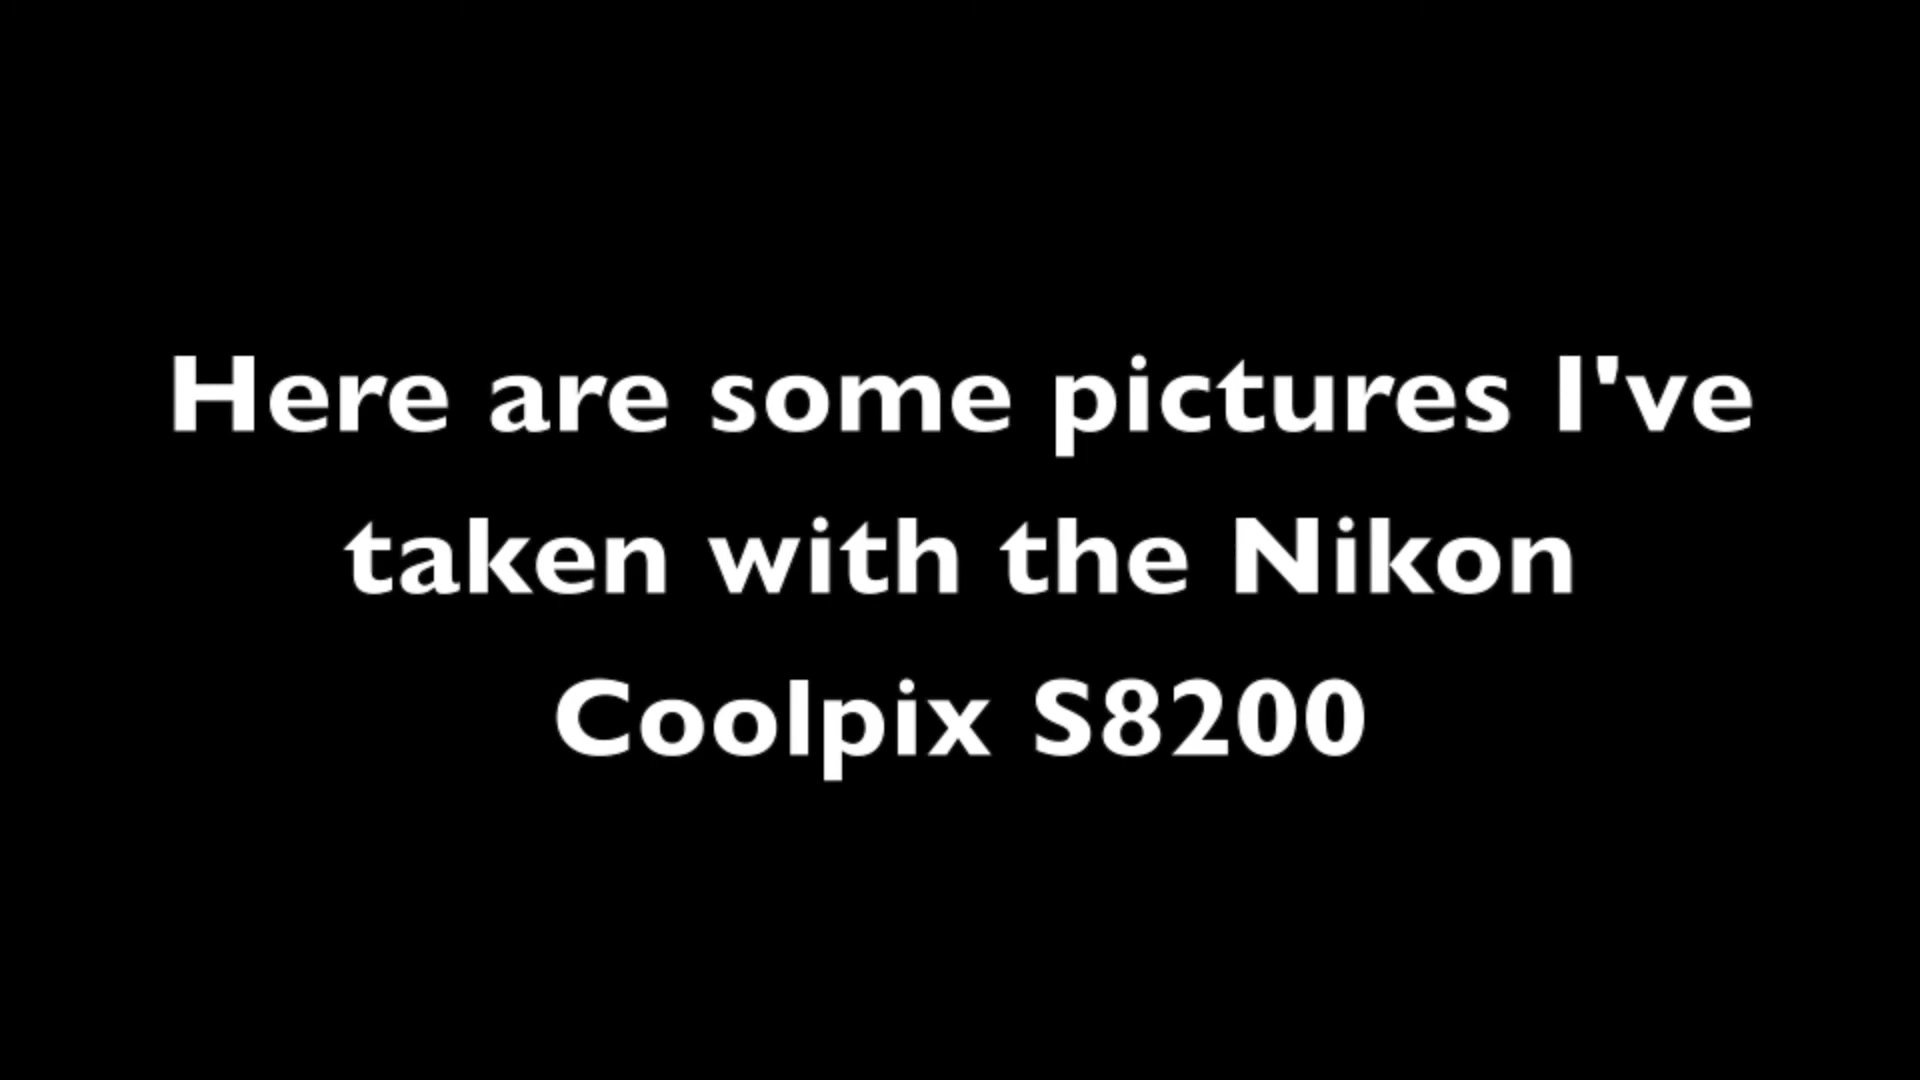 Here are some pictures I've
taken with the Nikon
Coolpix S8200